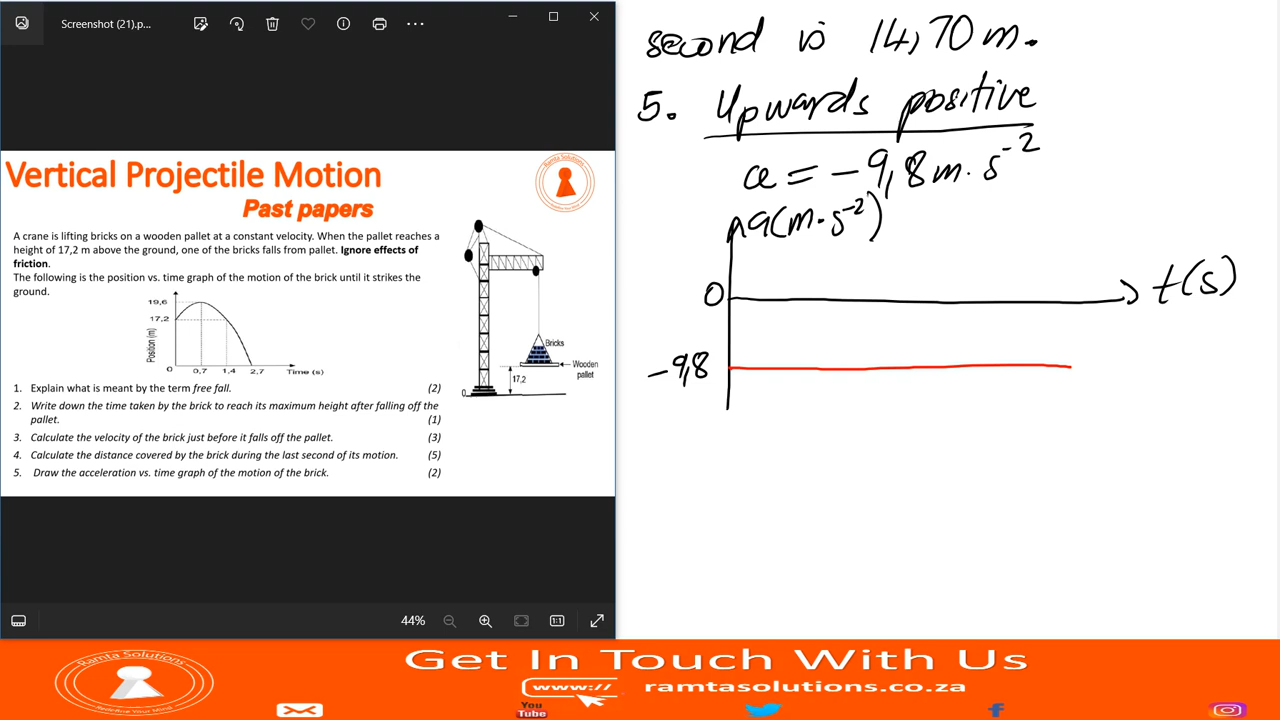 Screenshot (21).p...
Vertical Projectile Motion
Past papers
Ramta Solutions
A crane is lifting bricks on a wooden pallet at a constant velocity. When the pallet reaches a
height of 17,2 m above the ground, one of the bricks falls from pallet. Ignore effects of
friction.
The following is the position vs. time graph of the motion of the brick until it strikes the
ground.
Position (m)
19,6
17,2
0
0,7
1,4
2,7
Time (s)
Bricks
Wooden
pallet
17,2
0
1. Explain what is meant by the term free fall. (2)
2. Write down the time taken by the brick to reach its maximum height after falling off the
pallet. (1)
3. Calculate the velocity of the brick just before it falls off the pallet. (3)
4. Calculate the distance covered by the brick during the last second of its motion. (5)
5. Draw the acceleration vs. time graph of the motion of the brick. (2)
44%
1:1
second is 14,70 m.
5. Upwards positive
a = -9,8 m·s⁻²
a(m·s⁻²)
0
t(s)
-9,8
Ramta Solutions
Redefine Your Mind
Get In Touch With Us
www://
ramtasolutions.co.za
You
Tube